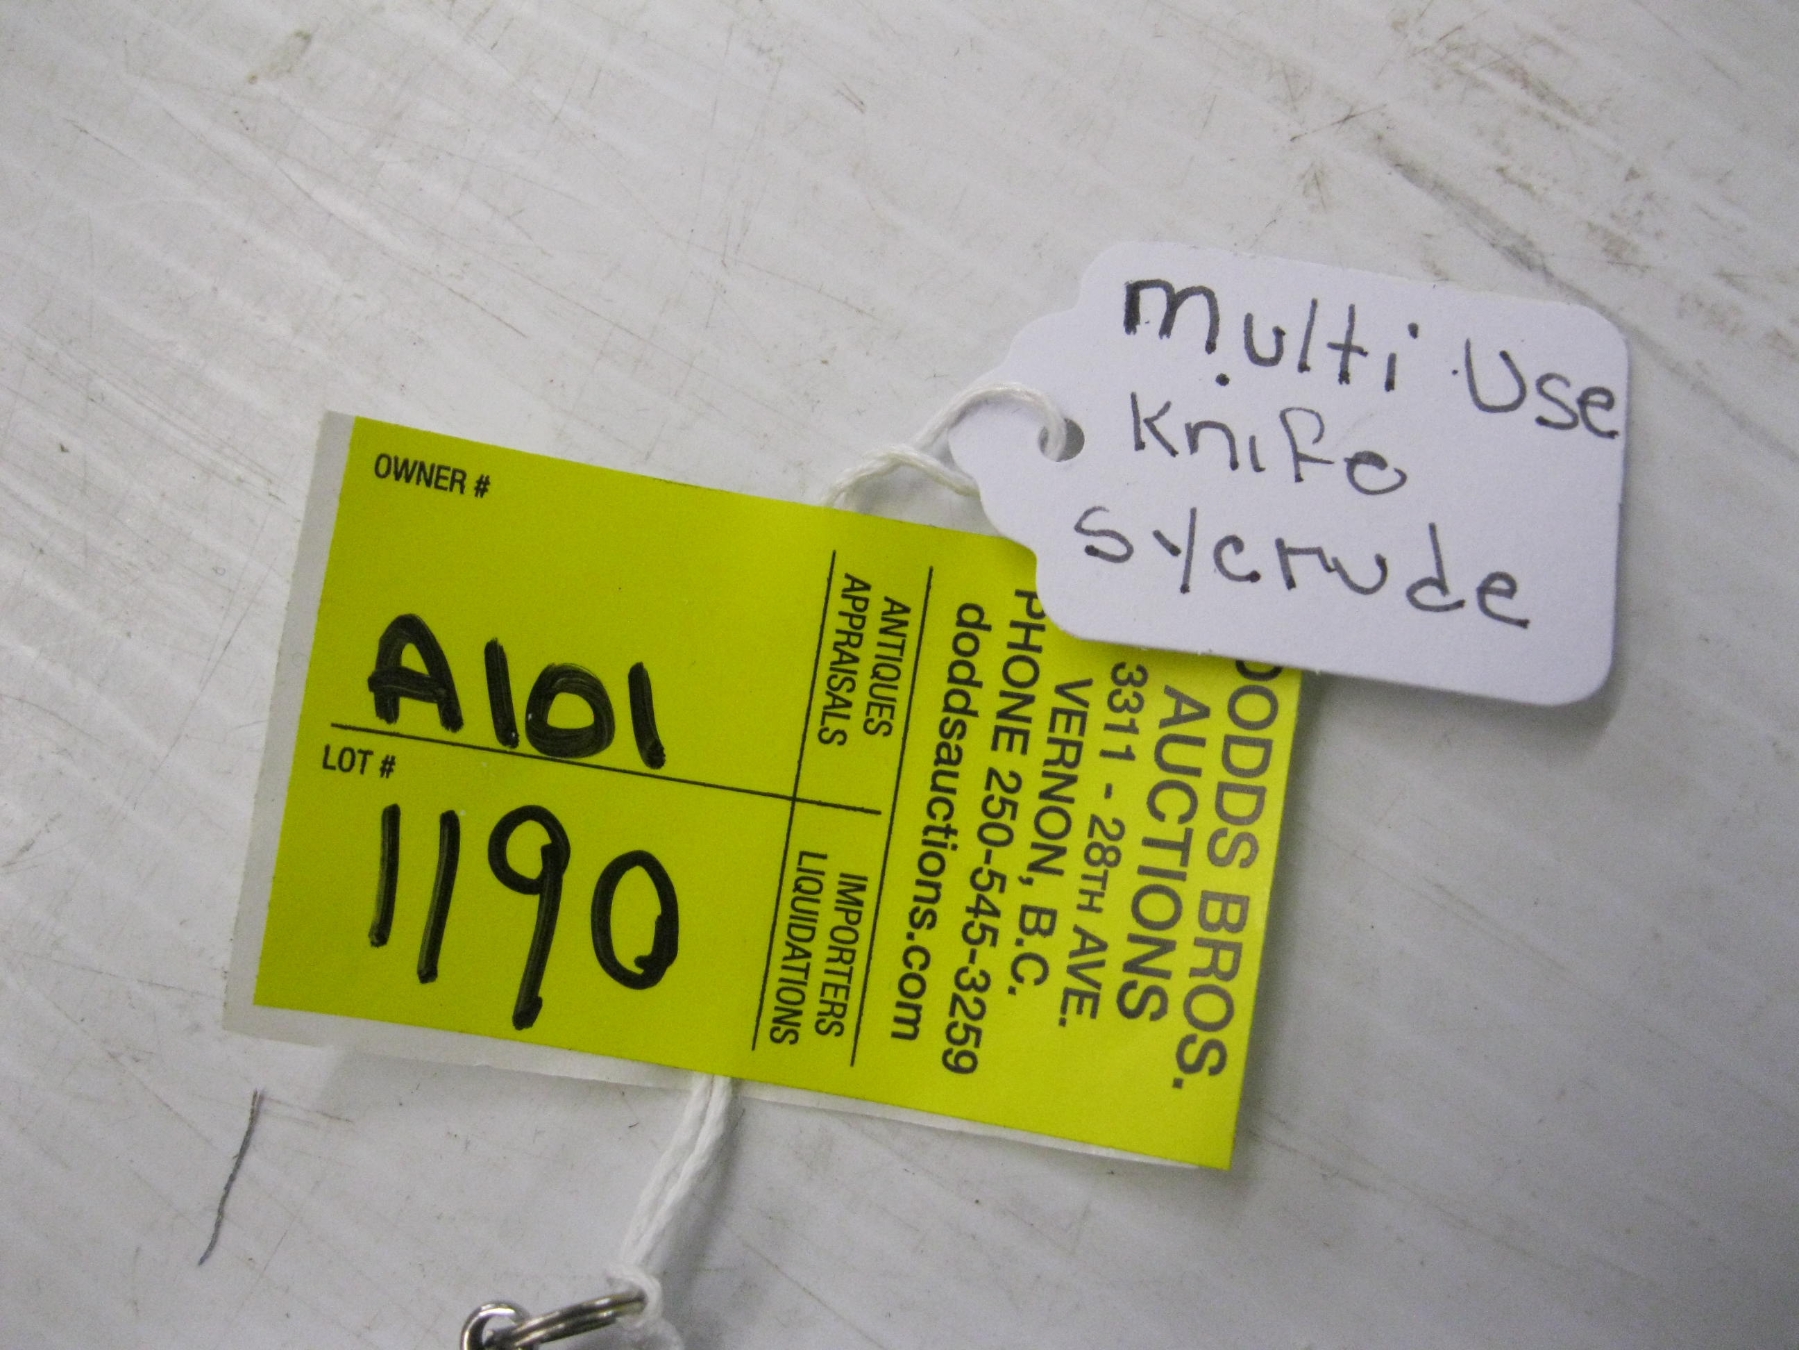 multi Use
Knife
syerude
OWNER #
A101
LOT #
1190
ANTIQUES
APPRAISALS
IMPORTERS
LIQUIDATIONS
DODDS BROS.
AUCTIONS
3311 - 28TH AVE.
VERNON, B.C.
PHONE 250-545-3259
doddsauctions.com